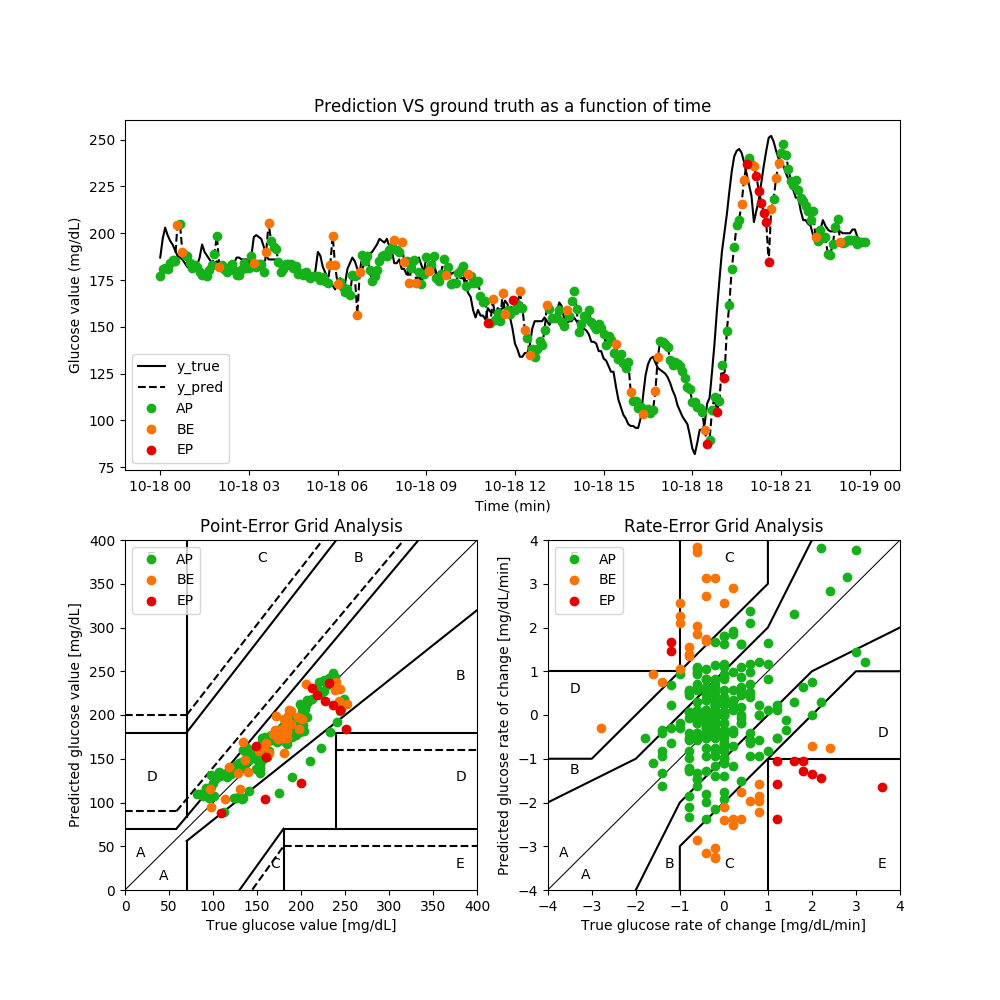 Prediction VS ground truth as a function of time
Glucose value (mg/dL)
250
225
200
175
150
125
100
75
y_true
y_pred
AP
BE
EP
10-18 00 10-18 03 10-18 06 10-18 09 10-18 12 10-18 15 10-18 18 10-18 21 10-19 00
Time (min)
Point-Error Grid Analysis
Predicted glucose value [mg/dL]
400
350
300
250
200
150
100
50
0
AP
BE
EP
C B
B
D D
A
A C E
0 50 100 150 200 250 300 350 400
True glucose value [mg/dL]
Rate-Error Grid Analysis
Predicted glucose rate of change [mg/dL/min]
4
3
2
1
0
−1
−2
−3
−4
AP
BE
EP
C
D
D
B
A
A B C E
−4 −3 −2 −1 0 1 2 3 4
True glucose rate of change [mg/dL/min]